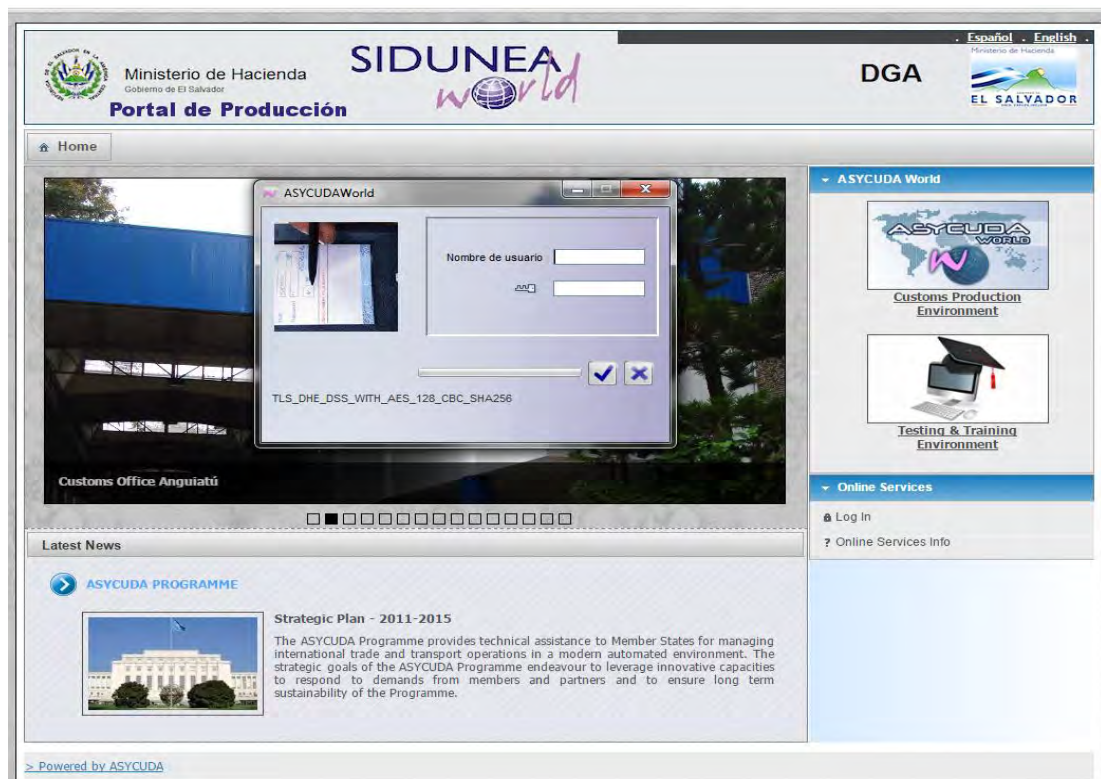 . Español . English .
Ministerio de Hacienda
Gobierno de El Salvador
Portal de Producción
SIDUNEA
world
DGA
Ministerio de Hacienda
EL SALVADOR
Home
ASYCUDAWorld
Nombre de usuario
TLS_DHE_DSS_WITH_AES_128_CBC_SHA256
Customs Office Anguiatú
ASYCUDA World
ASYCUDA
WORLD
Customs Production
Environment
Testing & Training
Environment
Online Services
Log In
? Online Services Info
Latest News
ASYCUDA PROGRAMME
Strategic Plan - 2011-2015
The ASYCUDA Programme provides technical assistance to Member States for managing
international trade and transport operations in a modern automated environment. The
strategic goals of the ASYCUDA Programme endeavour to leverage innovative capacities
to respond to demands from members and partners and to ensure long term
sustainability of the Programme.
> Powered by ASYCUDA